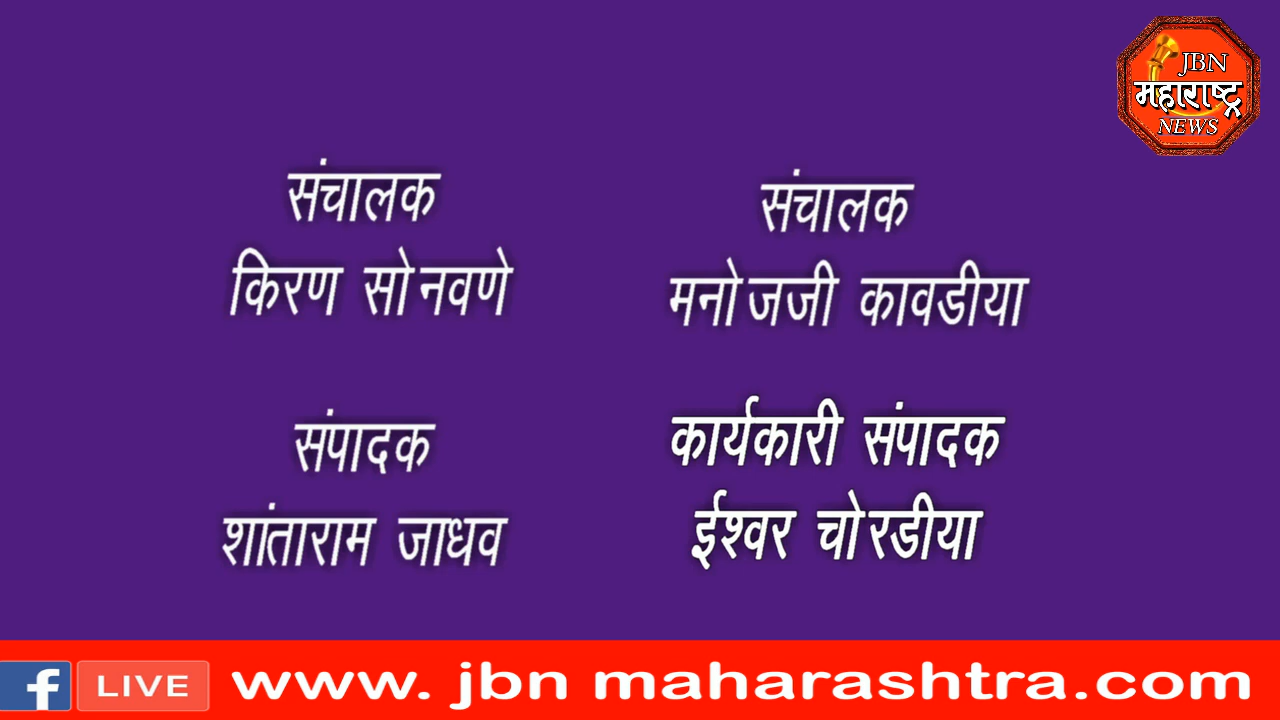 JBN
महाराष्ट्र
NEWS
संचालक
किरण सोनवणे
संचालक
मनोजजी कावडीया
संपादक
शांताराम जाधव
कार्यकारी संपादक
ईश्वर चोरडीया
f LIVE www. jbn maharashtra.com